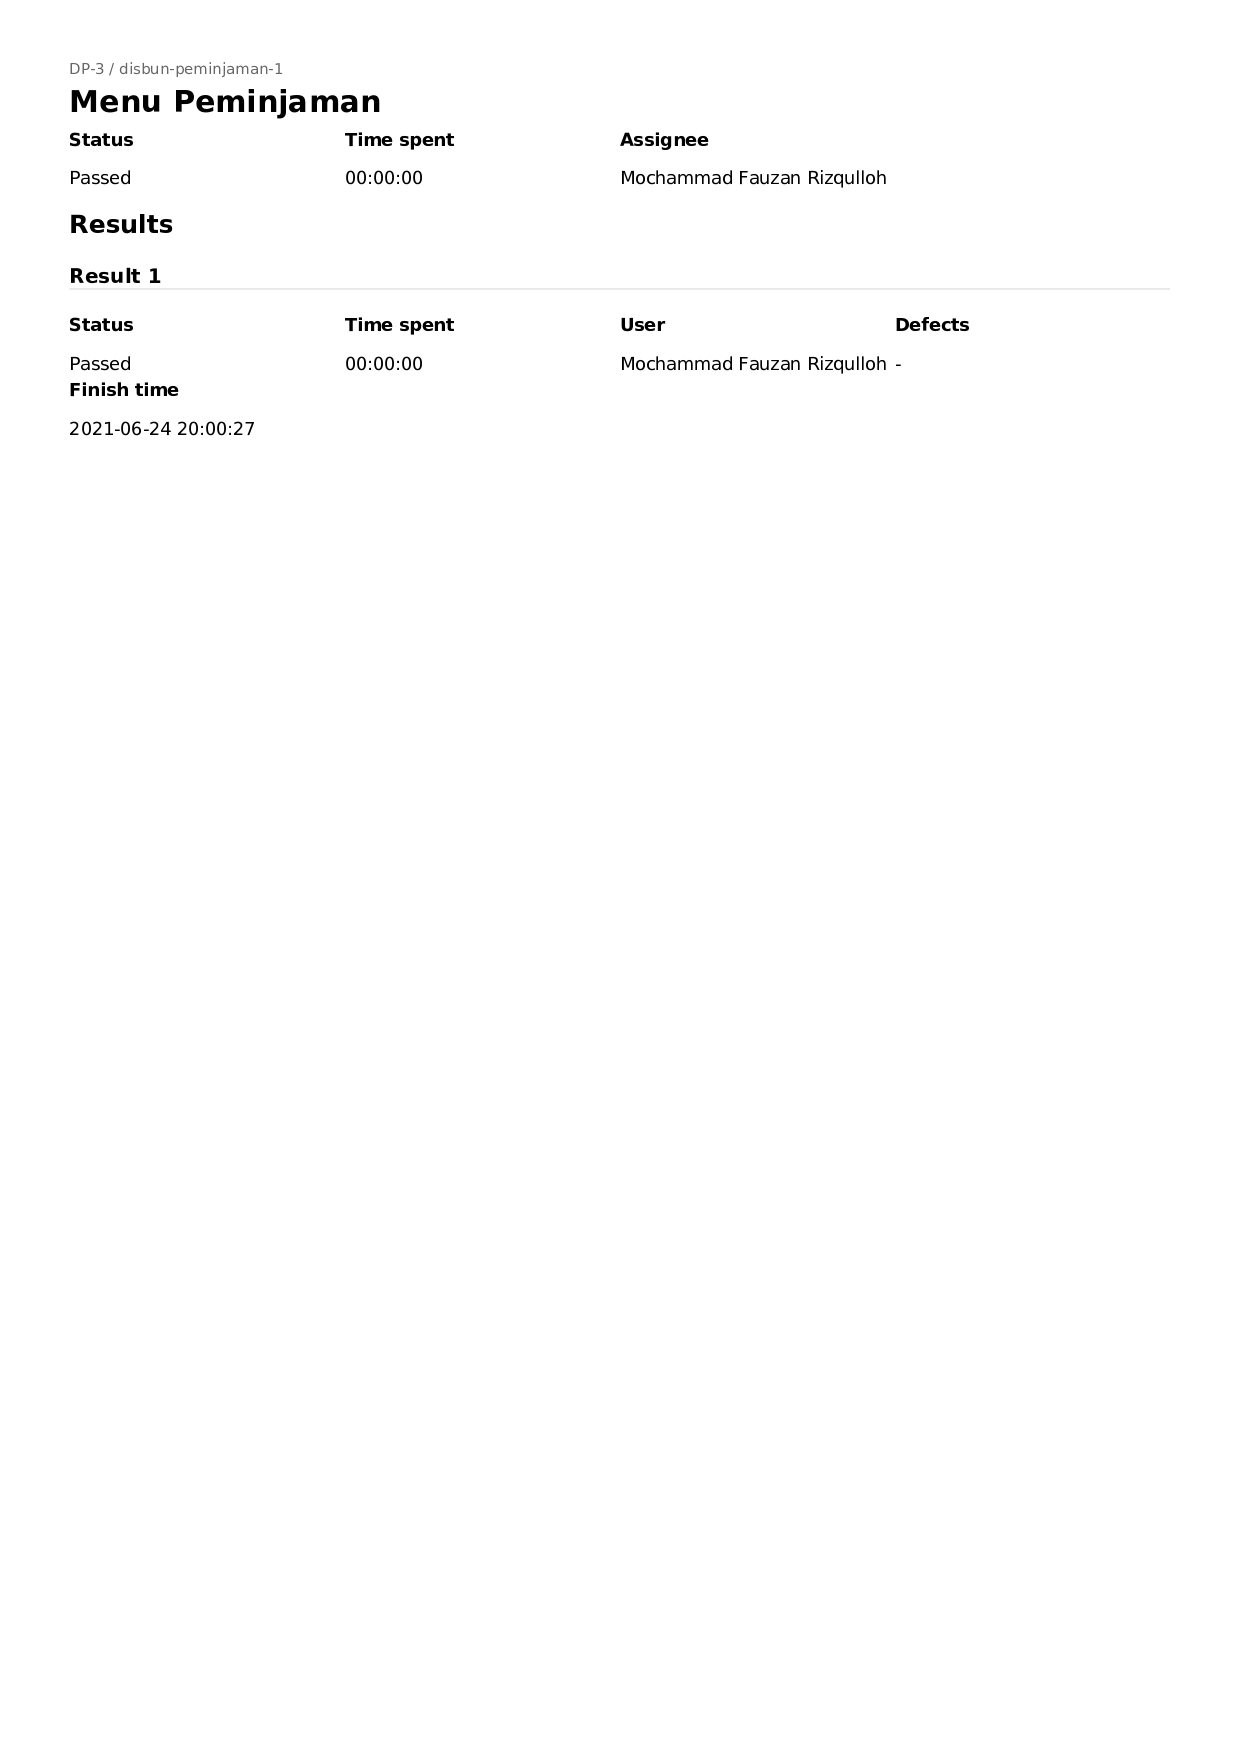 DP-3 / disbun-peminjaman-1
Menu Peminjaman
Status Time spent Assignee
Passed 00:00:00 Mochammad Fauzan Rizqulloh
Results
Result 1
Status Time spent User Defects
Passed 00:00:00 Mochammad Fauzan Rizqulloh -
Finish time
2021-06-24 20:00:27